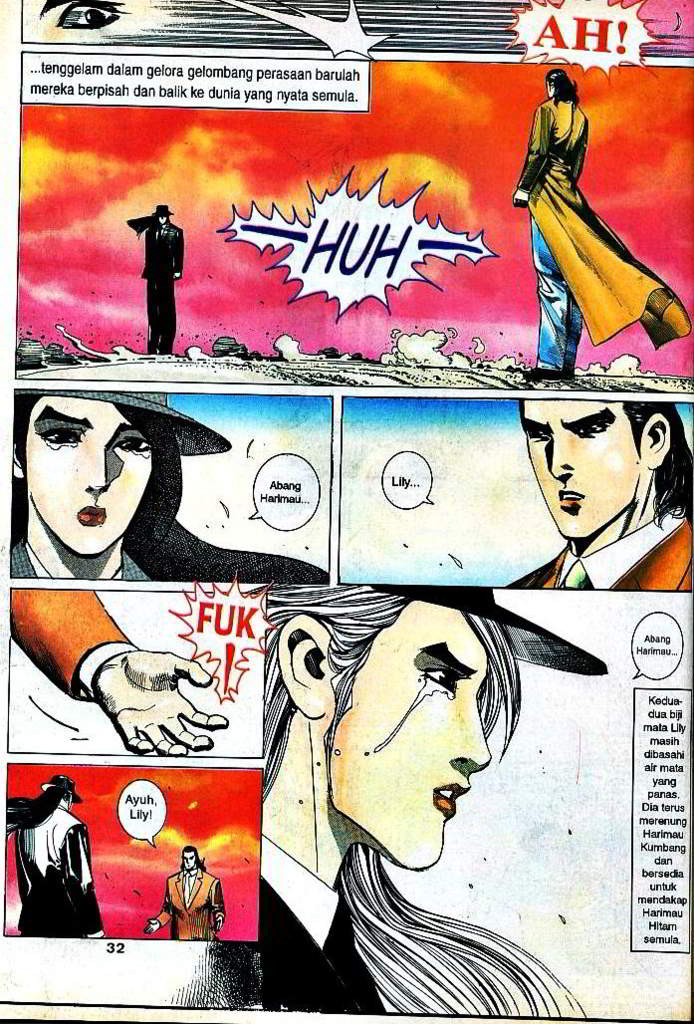 AH!
...tenggelam dalam gelora gelombang perasaan barulah
mereka berpisah dan balik ke dunia yang nyata semula.
HUH
Abang
Harimau...
Lily...
FUK
!
Abang
Harimau...
Kedua-
dua biji
mata Lily
masih
dibasahi
air mata
yang
panas.
Dia terus
merenung
Harimau
Kumbang
dan
bersedia
untuk
mendakap
Harimau
Hitam
semula.
Ayuh,
Lily!
32